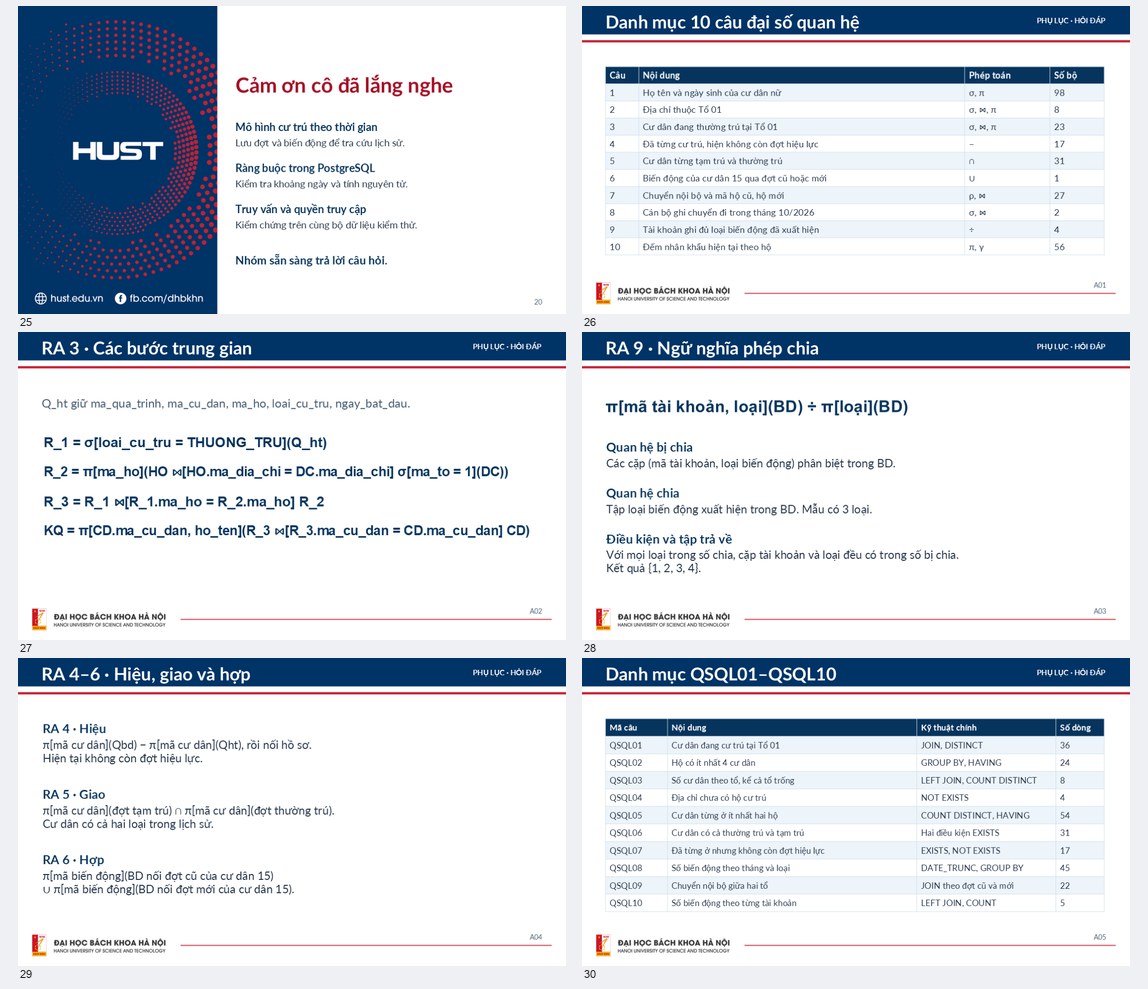 Cảm ơn cô đã lắng nghe
Mô hình cư trú theo thời gian
Lưu đợt và biến động để tra cứu lịch sử.
HUST
Ràng buộc trong PostgreSQL
Kiểm tra khoảng ngày và tính nguyên tử.
Truy vấn và quyền truy cập
Kiểm chứng trên cùng bộ dữ liệu kiểm thử.
Nhóm sẵn sàng trả lời câu hỏi.
hust.edu.vn fb.com/dhbkhn
20
25
Danh mục 10 câu đại số quan hệ
PHỤ LỤC · HỎI ĐÁP
Câu Nội dung Phép toán Số bộ
1 Họ tên và ngày sinh của cư dân nữ σ, π 98
2 Địa chỉ thuộc Tổ 01 σ, ⋈, π 8
3 Cư dân đang thường trú tại Tổ 01 σ, ⋈, π 23
4 Đã từng cư trú, hiện không còn đợt hiệu lực − 17
5 Cư dân từng tạm trú và thường trú ∩ 31
6 Biến động của cư dân 15 qua đợt cũ hoặc mới ∪ 1
7 Chuyển nội bộ và mã hộ cũ, hộ mới ρ, ⋈ 27
8 Cán bộ ghi chuyển đi trong tháng 10/2026 σ, ⋈ 2
9 Tài khoản ghi đủ loại biến động đã xuất hiện ÷ 4
10 Đếm nhân khẩu hiện tại theo hộ π, γ 56
ĐẠI HỌC BÁCH KHOA HÀ NỘI
HANOI UNIVERSITY OF SCIENCE AND TECHNOLOGY
A01
26
RA 3 · Các bước trung gian
PHỤ LỤC · HỎI ĐÁP
Q_ht giữ ma_qua_trinh, ma_cu_dan, ma_ho, loai_cu_tru, ngay_bat_dau.
R_1 = σ[loai_cu_tru = THUONG_TRU](Q_ht)
R_2 = π[ma_ho](HO ⋈[HO.ma_dia_chi = DC.ma_dia_chi] σ[ma_to = 1](DC))
R_3 = R_1 ⋈[R_1.ma_ho = R_2.ma_ho] R_2
KQ = π[CD.ma_cu_dan, ho_ten](R_3 ⋈[R_3.ma_cu_dan = CD.ma_cu_dan] CD)
ĐẠI HỌC BÁCH KHOA HÀ NỘI
HANOI UNIVERSITY OF SCIENCE AND TECHNOLOGY
A02
27
RA 9 · Ngữ nghĩa phép chia
PHỤ LỤC · HỎI ĐÁP
π[mã tài khoản, loại](BD) ÷ π[loại](BD)
Quan hệ bị chia
Các cặp (mã tài khoản, loại biến động) phân biệt trong BD.
Quan hệ chia
Tập loại biến động xuất hiện trong BD. Mẫu có 3 loại.
Điều kiện và tập trả về
Với mọi loại trong số chia, cặp tài khoản và loại đều có trong số bị chia.
Kết quả {1, 2, 3, 4}.
ĐẠI HỌC BÁCH KHOA HÀ NỘI
HANOI UNIVERSITY OF SCIENCE AND TECHNOLOGY
A03
28
RA 4–6 · Hiệu, giao và hợp
PHỤ LỤC · HỎI ĐÁP
RA 4 · Hiệu
π[mã cư dân](Qbd) − π[mã cư dân](Qht), rồi nối hồ sơ.
Hiện tại không còn đợt hiệu lực.
RA 5 · Giao
π[mã cư dân](đợt tạm trú) ∩ π[mã cư dân](đợt thường trú).
Cư dân có cả hai loại trong lịch sử.
RA 6 · Hợp
π[mã biến động](BD nối đợt cũ của cư dân 15)
∪ π[mã biến động](BD nối đợt mới của cư dân 15).
ĐẠI HỌC BÁCH KHOA HÀ NỘI
HANOI UNIVERSITY OF SCIENCE AND TECHNOLOGY
A04
29
Danh mục QSQL01–QSQL10
PHỤ LỤC · HỎI ĐÁP
Mã câu Nội dung Kỹ thuật chính Số dòng
QSQL01 Cư dân đang cư trú tại Tổ 01 JOIN, DISTINCT 36
QSQL02 Hộ có ít nhất 4 cư dân GROUP BY, HAVING 24
QSQL03 Số cư dân theo tổ, kể cả tổ trống LEFT JOIN, COUNT DISTINCT 8
QSQL04 Địa chỉ chưa có hộ cư trú NOT EXISTS 4
QSQL05 Cư dân từng ở ít nhất hai hộ COUNT DISTINCT, HAVING 54
QSQL06 Cư dân có cả thường trú và tạm trú Hai điều kiện EXISTS 31
QSQL07 Đã từng ở nhưng không còn đợt hiệu lực EXISTS, NOT EXISTS 17
QSQL08 Số biến động theo tháng và loại DATE_TRUNC, GROUP BY 45
QSQL09 Chuyển nội bộ giữa hai tổ JOIN theo đợt cũ và mới 22
QSQL10 Số biến động theo từng tài khoản LEFT JOIN, COUNT 5
ĐẠI HỌC BÁCH KHOA HÀ NỘI
HANOI UNIVERSITY OF SCIENCE AND TECHNOLOGY
A05
30